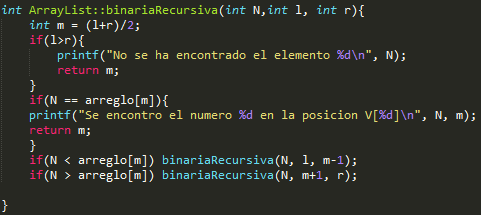 int ArrayList::binariaRecursiva(int N,int l, int r){
    int m = (l+r)/2;
    if(l>r){
        printf("No se ha encontrado el elemento %d\n", N);
        return m;
    }
    if(N == arreglo[m]){
    printf("Se encontro el numero %d en la posicion V[%d]\n", N, m);
    return m;
    }
    if(N < arreglo[m]) binariaRecursiva(N, l, m-1);
    if(N > arreglo[m]) binariaRecursiva(N, m+1, r);
}